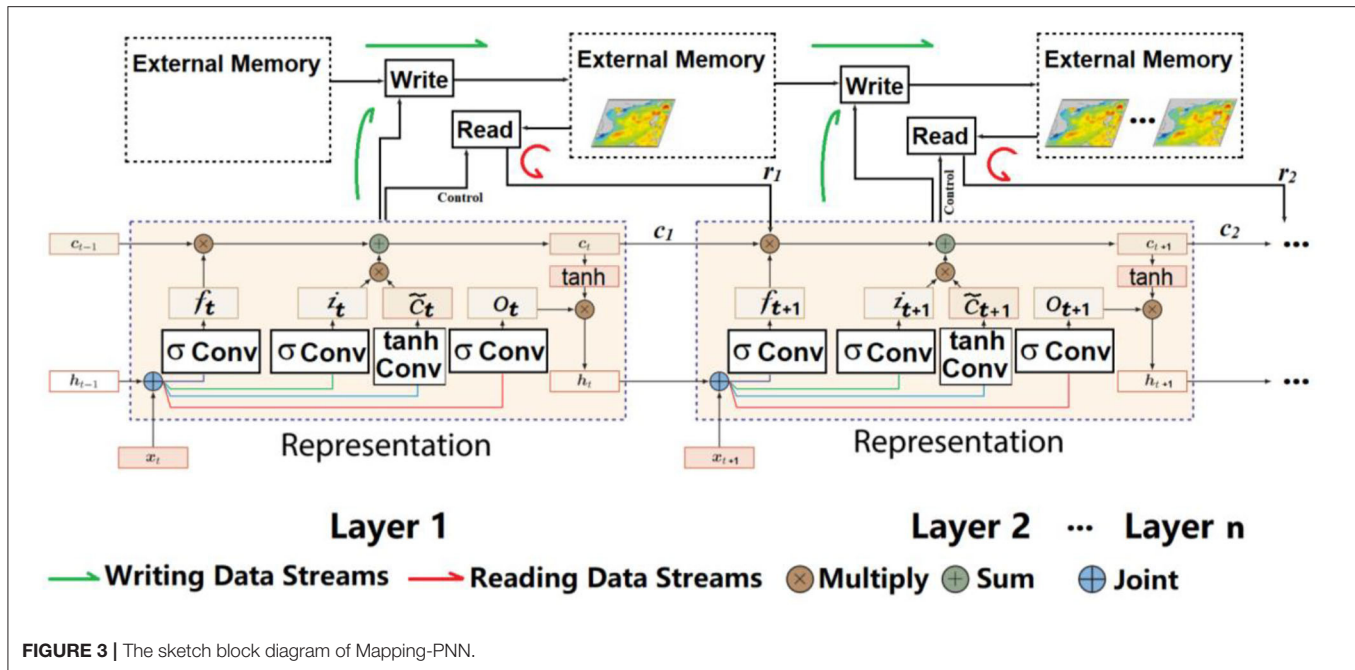 External Memory
Write
External Memory
Write
External Memory
Read
Read
...
Control
r₁
Control
r₂
cₜ₋₁
cₜ
c₁
cₜ₊₁
c₂
...
tanh
tanh
fₜ
iₜ
c̃ₜ
oₜ
fₜ₊₁
iₜ₊₁
c̃ₜ₊₁
oₜ₊₁
σ Conv
σ Conv
tanh
Conv
σ Conv
σ Conv
σ Conv
tanh
Conv
σ Conv
hₜ₋₁
hₜ
hₜ₊₁
...
Representation
Representation
xₜ
xₜ₊₁
Layer 1
Layer 2 ... Layer n
Writing Data Streams Reading Data Streams Multiply Sum Joint
FIGURE 3 | The sketch block diagram of Mapping-PNN.